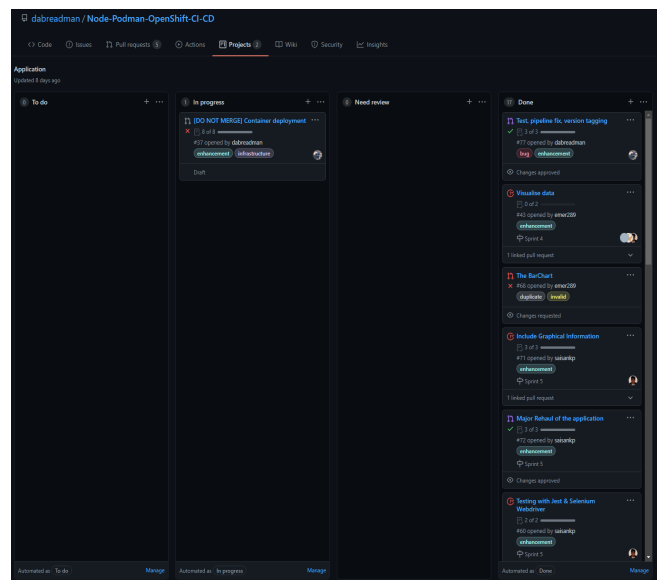 dabreadman / Node-Podman-OpenShift-CI-CD
Code Issues Pull requests 5 Actions Projects 2 Wiki Security Insights
Application
Updated 8 days ago
0 To do
Automated as To do Manage
1 In progress
[DO NOT MERGE] Container deployment
8 of 8
#37 opened by dabreadman
enhancement infrastructure
Draft
Automated as In progress Manage
0 Need review
37 Done
Test, pipeline fix, version tagging
3 of 3
#77 opened by dabreadman
bug enhancement
Changes approved
Visualise data
0 of 2
#43 opened by emer289
enhancement
Sprint 4
1 linked pull request
The BarChart
#68 opened by emer289
duplicate invalid
Changes requested
Include Graphical Information
3 of 3
#71 opened by saisankp
enhancement
Sprint 5
1 linked pull request
Major Rehaul of the application
3 of 3
#72 opened by saisankp
enhancement
Sprint 5
Changes approved
Testing with Jest & Selenium
Webdriver
2 of 2
#60 opened by saisankp
enhancement
Sprint 5
Automated as Done Manage